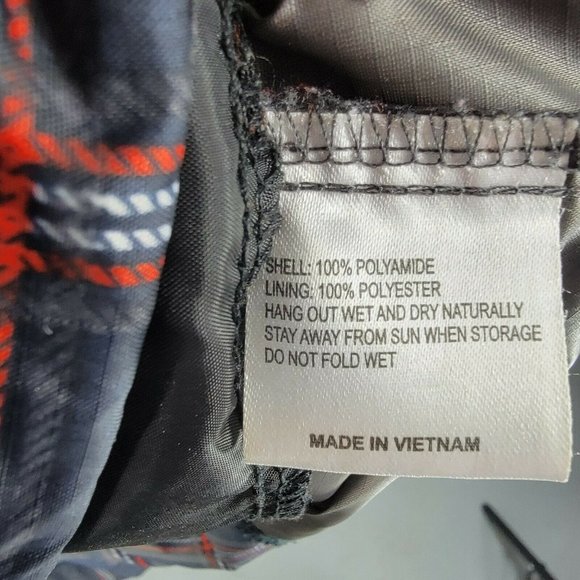 SHELL: 100% POLYAMIDE
LINING: 100% POLYESTER
HANG OUT WET AND DRY NATURALLY
STAY AWAY FROM SUN WHEN STORAGE
DO NOT FOLD WET
MADE IN VIETNAM